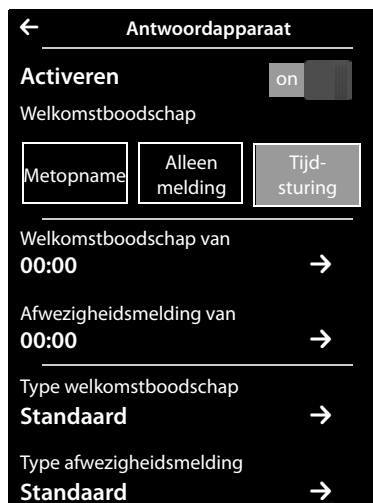 ← Antwoordapparaat
Activeren on
Welkomstboodschap
Metopname
Alleen
melding
Tijd-
sturing
Welkomstboodschap van
00:00 →
Afwezigheidsmelding van
00:00 →
Type welkomstboodschap
Standaard →
Type afwezigheidsmelding
Standaard →